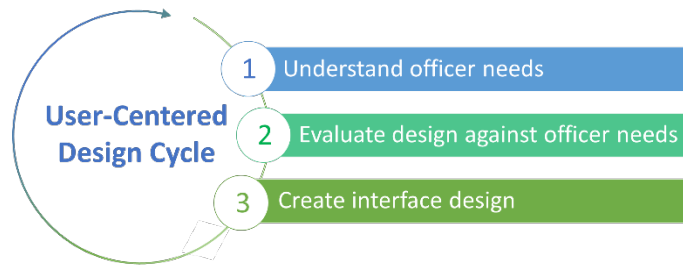 User-Centered
Design Cycle
1
Understand officer needs
2
Evaluate design against officer needs
3
Create interface design